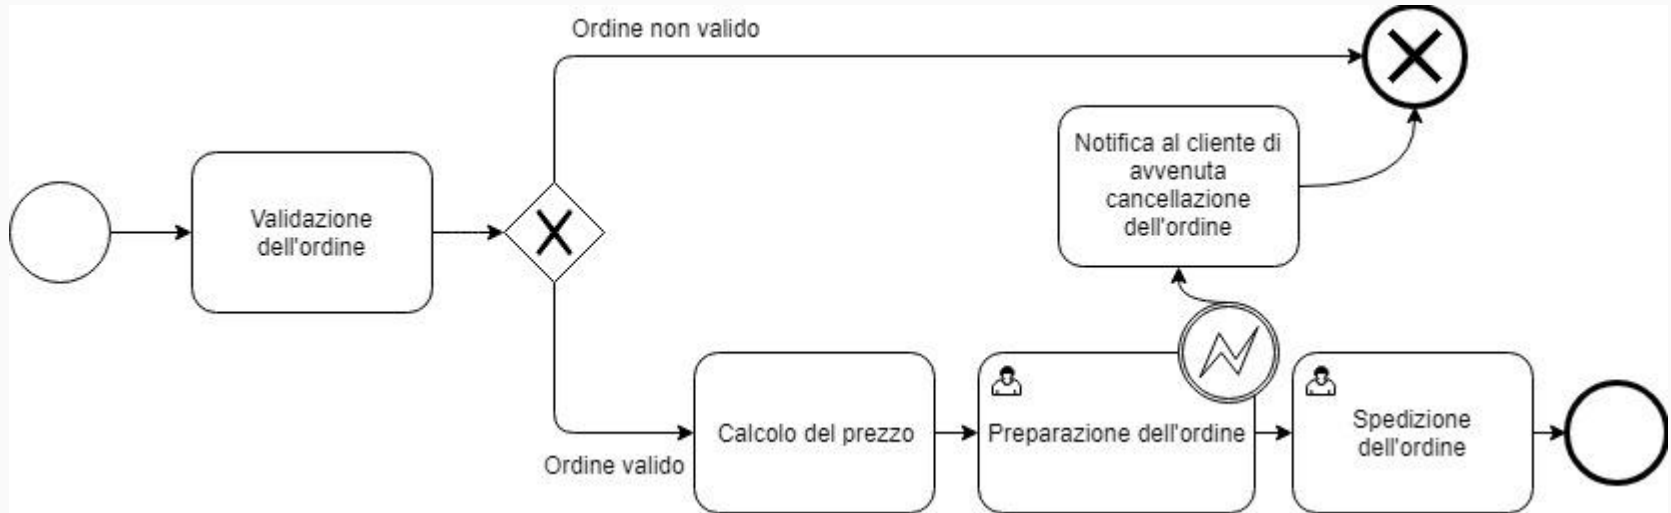 Ordine non valido
Notifica al cliente di
avvenuta
cancellazione
dell'ordine
Validazione
dell'ordine
Calcolo del prezzo
Preparazione dell'ordine
Spedizione
dell'ordine
Ordine valido